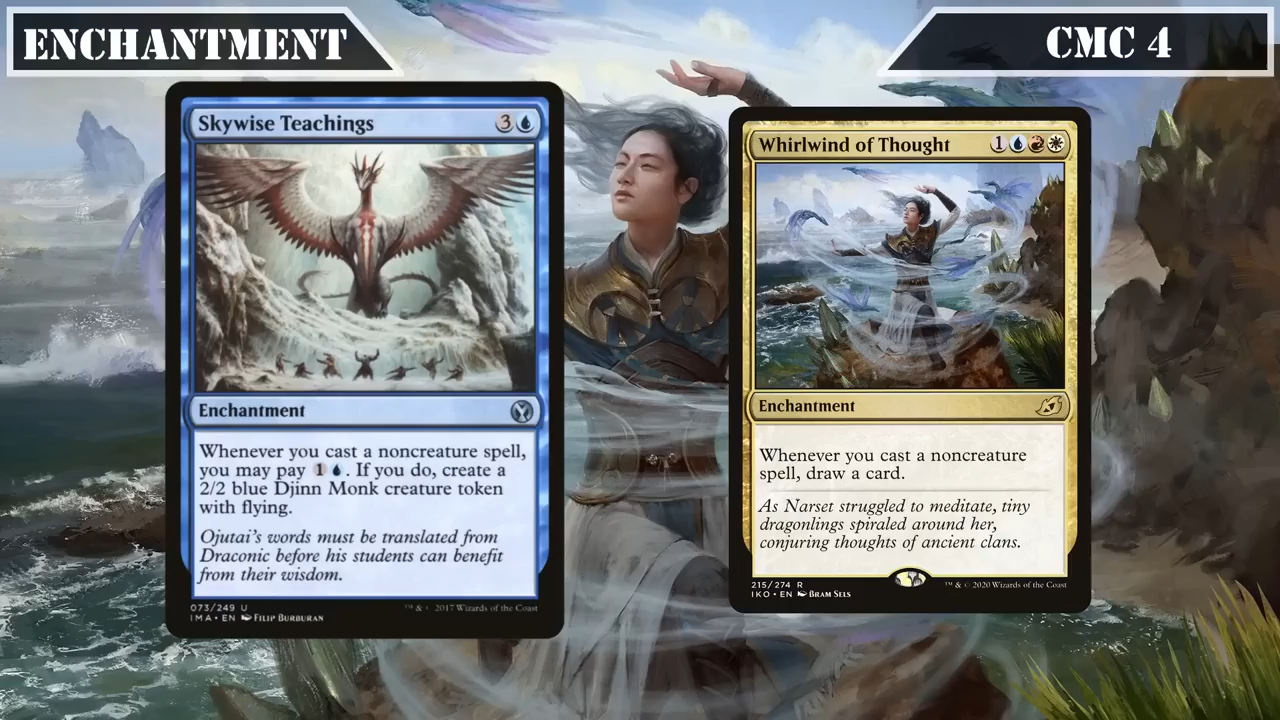 ENCHANTMENT
CMC 4
Skywise Teachings
3
Enchantment
Whenever you cast a noncreature spell,
you may pay 1 . If you do, create a
2/2 blue Djinn Monk creature token
with flying.
Ojutai's words must be translated from
Draconic before his students can benefit
from their wisdom.
073/249 U
IMA • EN FILIP BURBURAN
™ & © 2017 Wizards of the Coast
Whirlwind of Thought
1
Enchantment
Whenever you cast a noncreature
spell, draw a card.
As Narset struggled to meditate, tiny
dragonlings spiraled around her,
conjuring thoughts of ancient clans.
215/274 R
IKO • EN BRAM SELS
™ & © 2020 Wizards of the Coast